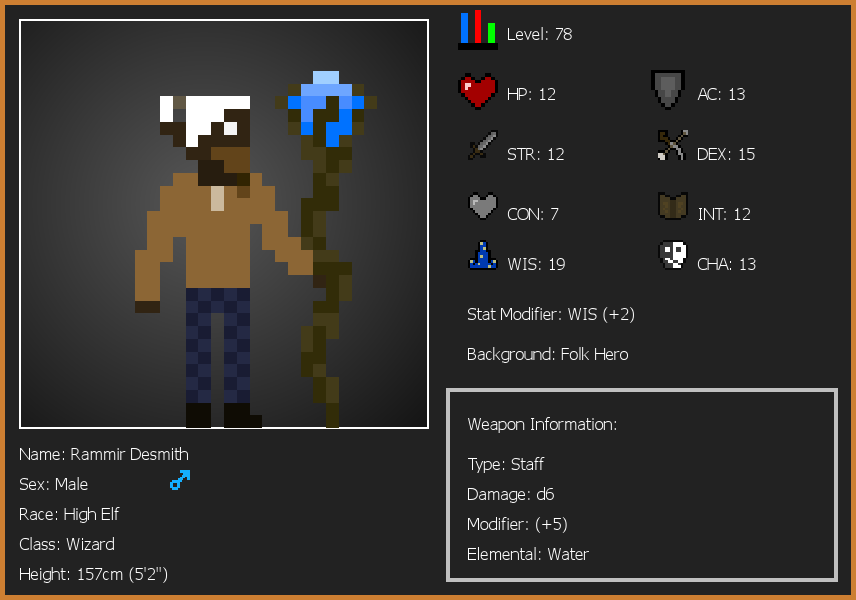 Level: 78
HP: 12
AC: 13
STR: 12
DEX: 15
CON: 7
INT: 12
WIS: 19
CHA: 13
Stat Modifier: WIS (+2)
Background: Folk Hero
Weapon Information:
Type: Staff
Damage: d6
Modifier: (+5)
Elemental: Water
Name: Rammir Desmith
Sex: Male
Race: High Elf
Class: Wizard
Height: 157cm (5'2")